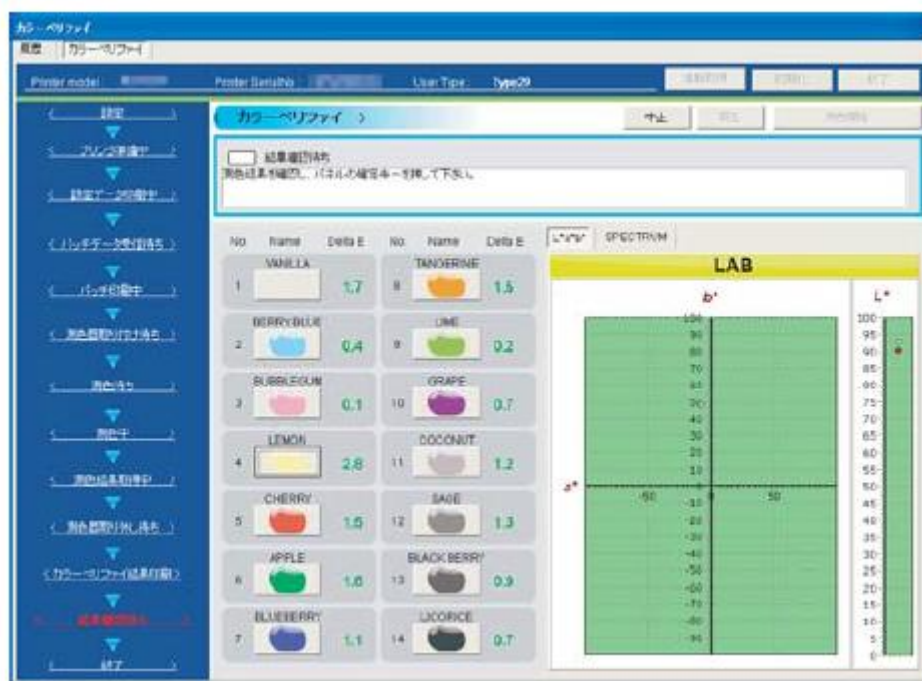 カラーベリファイ
履歴 カラーベリファイ
Printer model Printer SerialNo User Type: Type29
終了
設定
プリンタ準備中
設定データ印刷中
パッチデータ受信待ち
パッチ印刷中
測色器取り付け待ち
測色待ち
測色中
測色結果取得中
測色器取り外し待ち
カラーベリファイ結果印刷
結果確認待ち
終了
カラーベリファイ
中止
結果確認待ち
測色結果を確認し、パネルの確定キーを押して下さい。
No. Name Delta E No. Name Delta E
1 VANILLA 1.7 8 TANGERINE 1.5
2 BERRY BLUE 0.4 9 LIME 0.2
3 BUBBLEGUM 0.1 10 GRAPE 0.7
4 LEMON 2.8 11 COCONUT 1.2
5 CHERRY 1.5 12 SAGE 1.3
6 APPLE 1.6 13 BLACK BERRY 0.9
7 BLUEBERRY 1.1 14 LICORICE 0.7
L*a*b* SPECTRUM
LAB
b*
100
90
80
70
60
50
40
30
20
10
a* -50 0 50
-10
-20
-30
-40
-50
-60
-70
-80
-90
L*
100
95
90
85
80
75
70
65
60
55
50
45
40
35
30
25
20
15
10
5
0